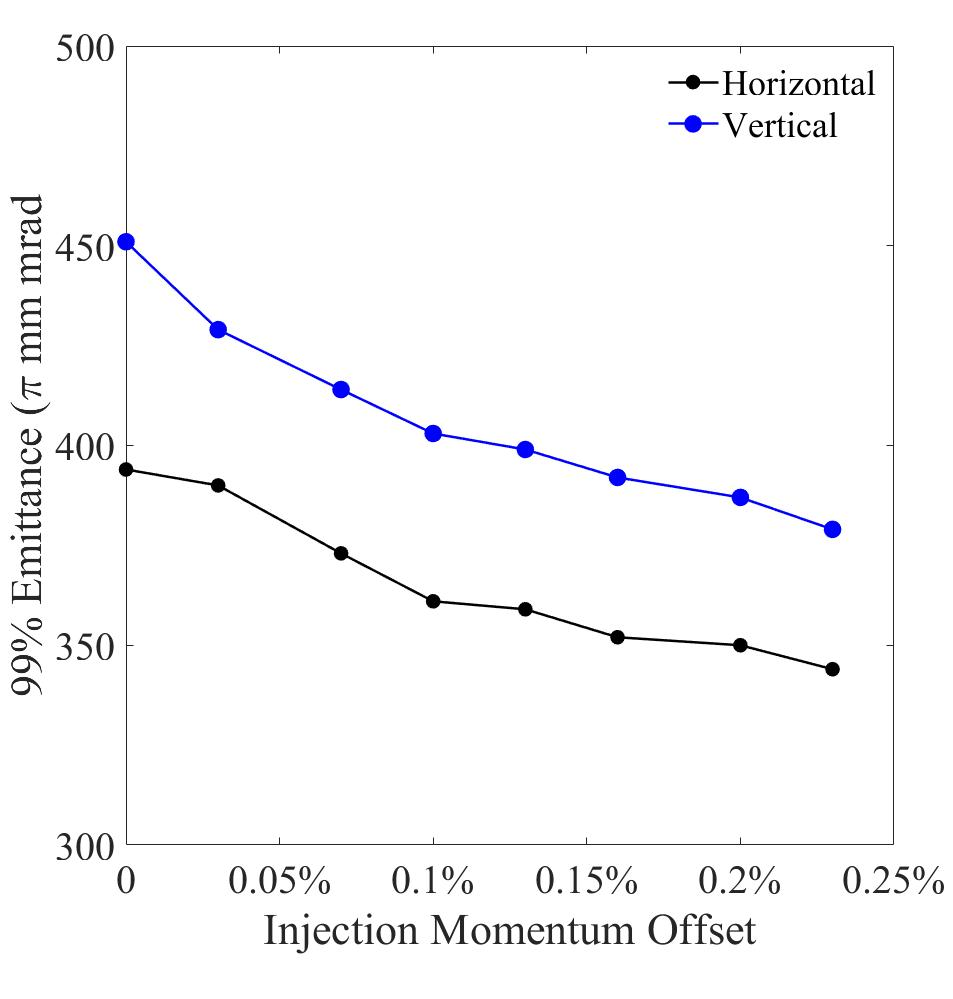 500
Horizontal
Vertical
450
400
350
300
99% Emittance (π mm mrad
0
0.05%
0.1%
0.15%
0.2%
0.25%
Injection Momentum Offset